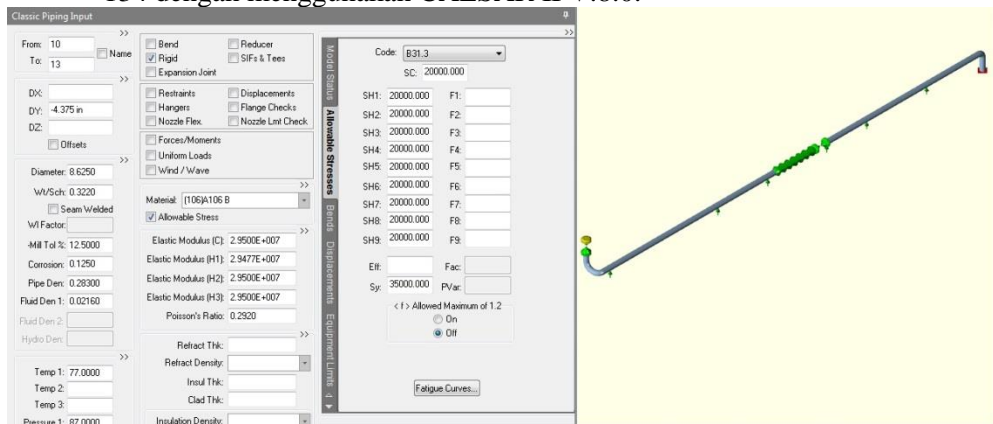 dengan menggunakan CAESAR II
Classic Piping Input
>>
From: 10
Name
To: 13
>>
DX:
DY: -4.375 in
DZ:
Offsets
>>
Diameter: 8.6250
Wt/Sch: 0.3220
Seam Welded
WI Factor:
-Mill Tol %: 12.5000
Corrosion: 0.1250
Pipe Den: 0.28300
Fluid Den 1: 0.02160
Fluid Den 2:
Hydro Den:
>>
Temp 1: 77.0000
Temp 2:
Temp 3:
Pressure 1: 87.0000
Bend Reducer
Rigid SIFs & Tees
Expansion Joint
Restraints Displacements
Hangers Flange Checks
Nozzle Flex. Nozzle Lmt Check
Forces/Moments
Uniform Loads
Wind / Wave
>>
Material: (106)A106 B
Allowable Stress
>>
Elastic Modulus (C): 2.9500E+007
Elastic Modulus (H1): 2.9477E+007
Elastic Modulus (H2): 2.9500E+007
Elastic Modulus (H3): 2.9500E+007
Poisson's Ratio: 0.2920
>>
Refract Thk:
Refract Density:
Insul Thk:
Clad Thk:
Insulation Density:
Model Status
Allowable Stresses
Bends
Displacements
Equipment Limits
4
>>
Code: B31.3
SC: 20000.000
SH1: 20000.000 F1:
SH2: 20000.000 F2:
SH3: 20000.000 F3:
SH4: 20000.000 F4:
SH5: 20000.000 F5:
SH6: 20000.000 F6:
SH7: 20000.000 F7:
SH8: 20000.000 F8:
SH9: 20000.000 F9:
Eff: Fac:
Sy: 35000.000 PVar:
< f > Allowed Maximum of 1.2
On
Off
Fatigue Curves...